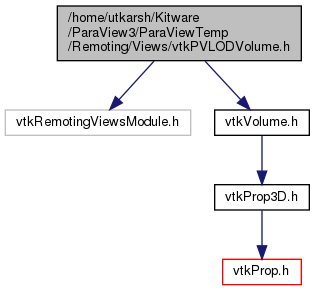 /home/utkarsh/Kitware
/ParaView3/ParaViewTemp
/Remoting/Views/vtkPVLODVolume.h
vtkRemotingViewsModule.h
vtkVolume.h
vtkProp3D.h
vtkProp.h